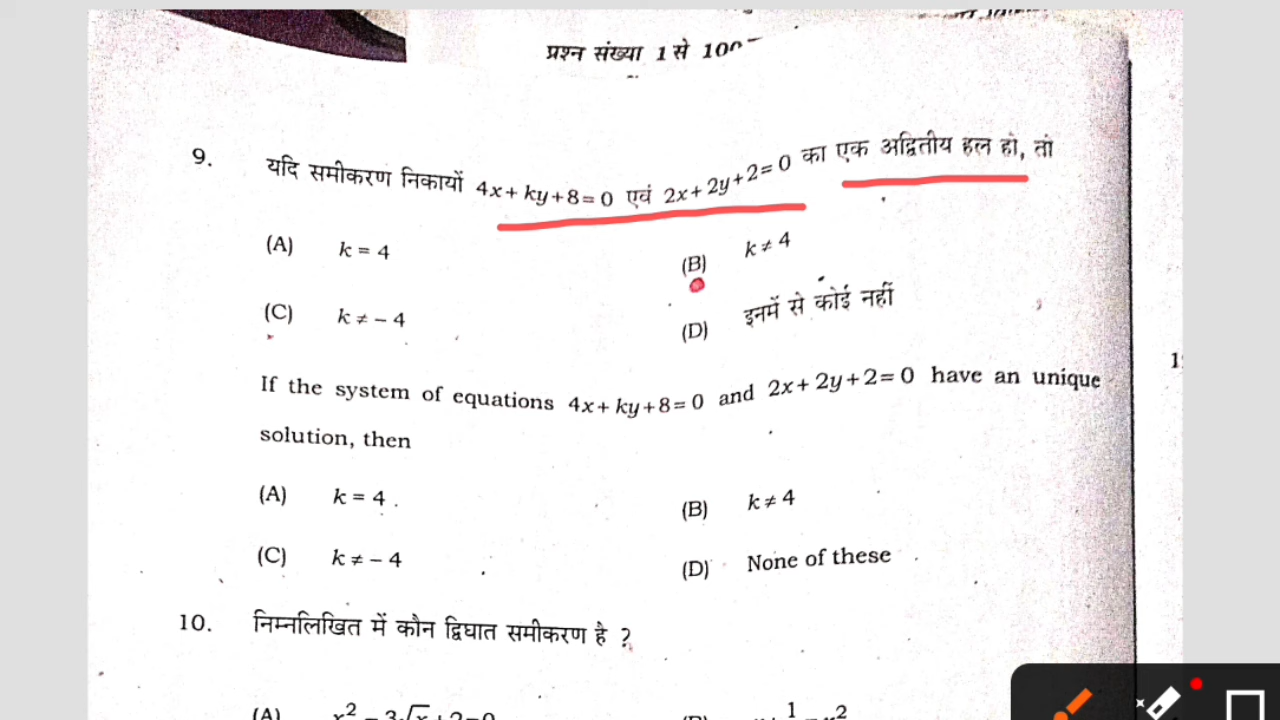 प्रश्न संख्या 1 से 100
9. यदि समीकरण निकायों 4x+ ky+8=0 एवं 2x+2y+2=0 का एक अद्वितीय हल हो, तो
(A) k = 4 (B) k ≠ 4
(C) k ≠ – 4 (D) इनमें से कोई नहीं
If the system of equations 4x+ ky+8=0 and 2x+2y+2=0 have an unique
solution, then
(A) k = 4 . (B) k ≠ 4
(C) k ≠ – 4 (D) None of these
10. निम्नलिखित में कौन द्विघात समीकरण है ?
(A)